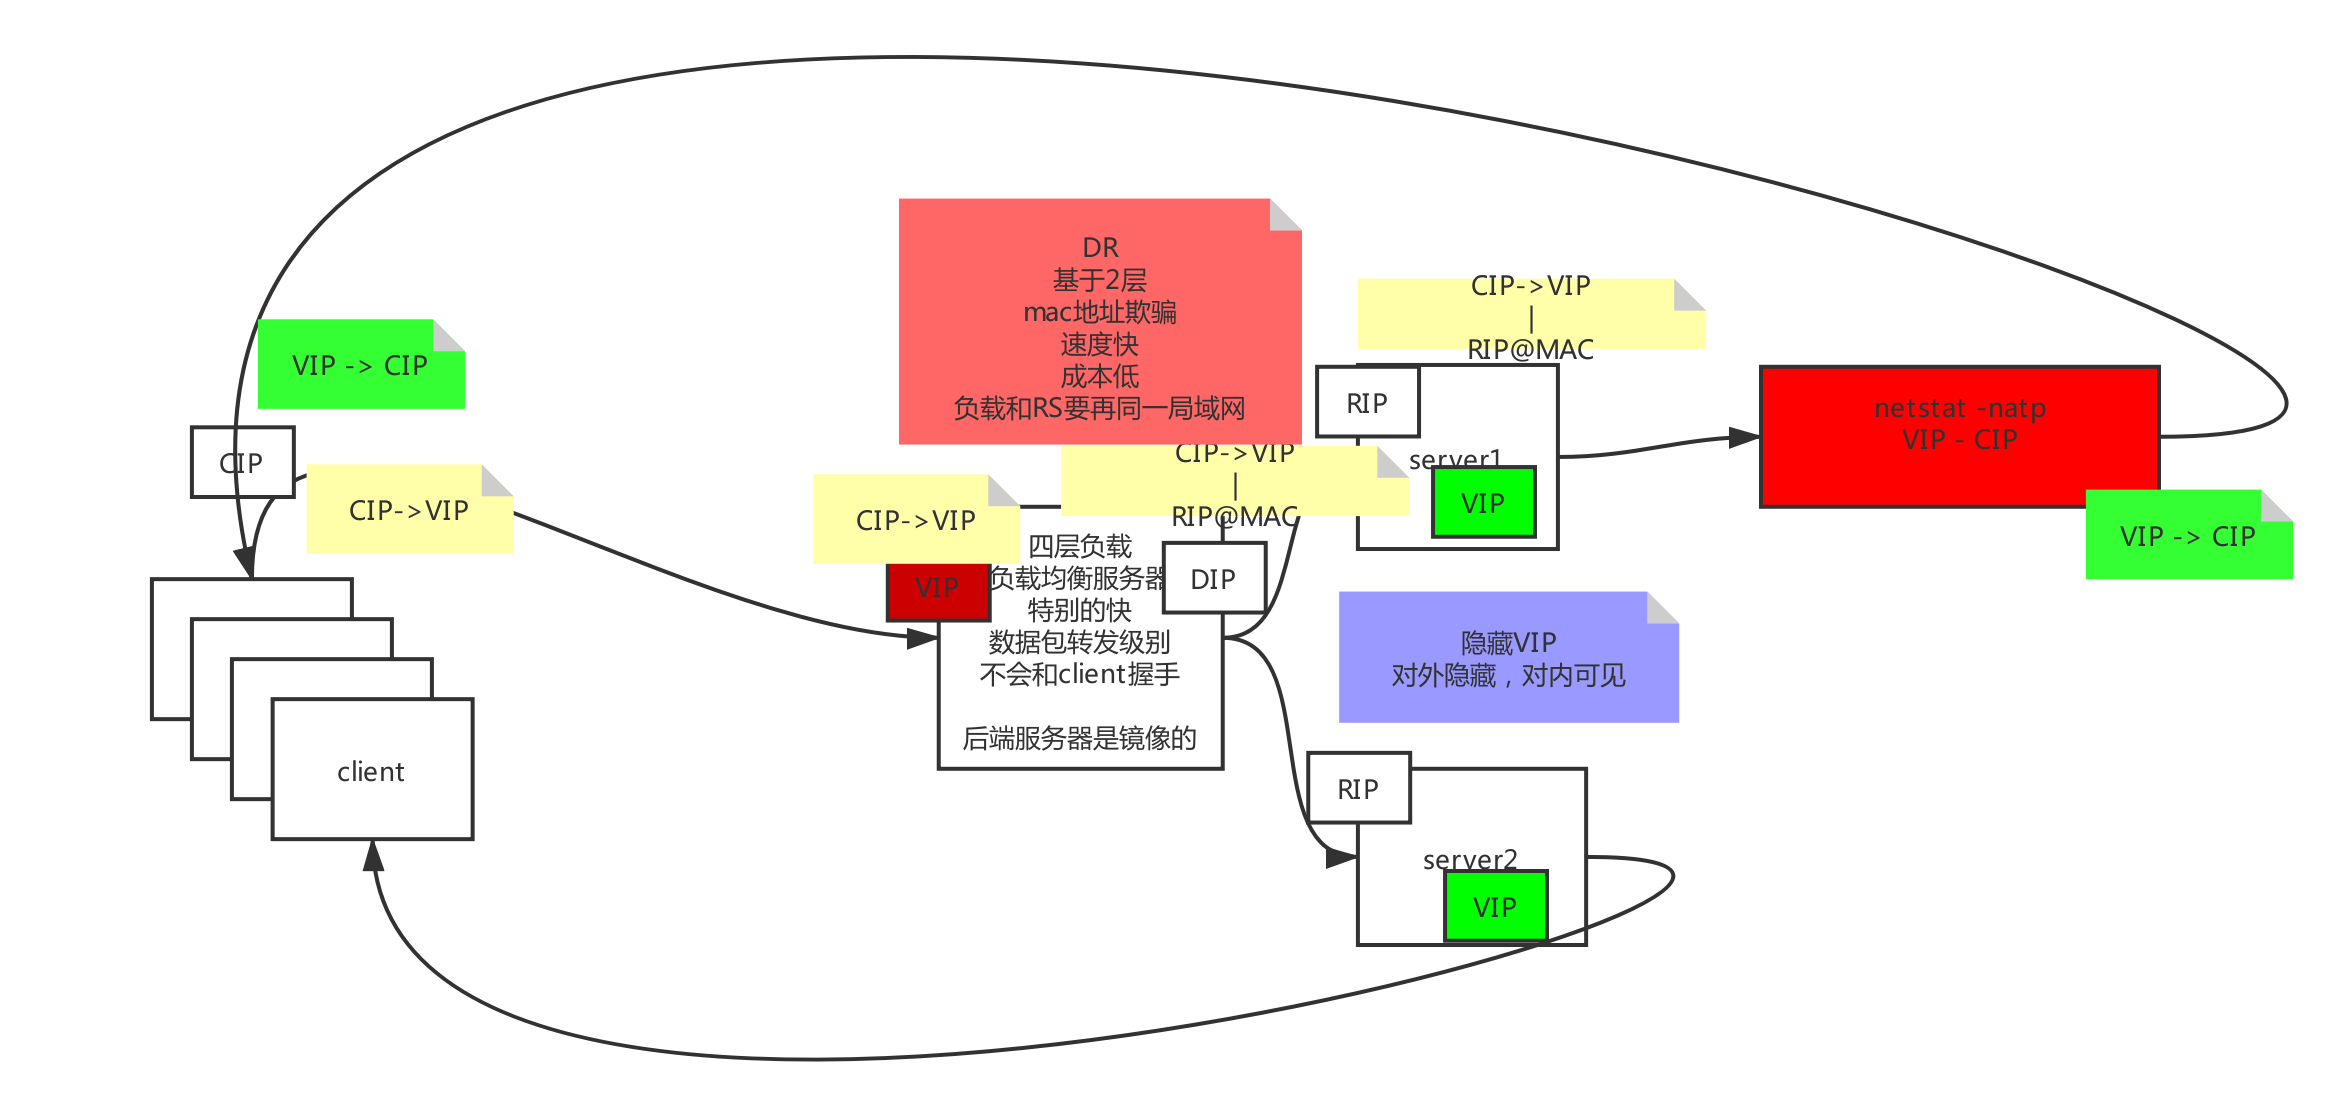 DR
基于2层
mac地址欺骗
速度快
成本低
负载和RS要再同一局域网
CIP->VIP
|
RIP@MAC
VIP -> CIP
RIP
server1
VIP
netstat -natp
VIP - CIP
VIP -> CIP
CIP
CIP->VIP
CIP->VIP
CIP->VIP
|
RIP@MAC
VIP
四层负载
负载均衡服务器
特别的快
数据包转发级别
不会和client握手
后端服务器是镜像的
DIP
隐藏VIP
对外隐藏，对内可见
client
RIP
server2
VIP